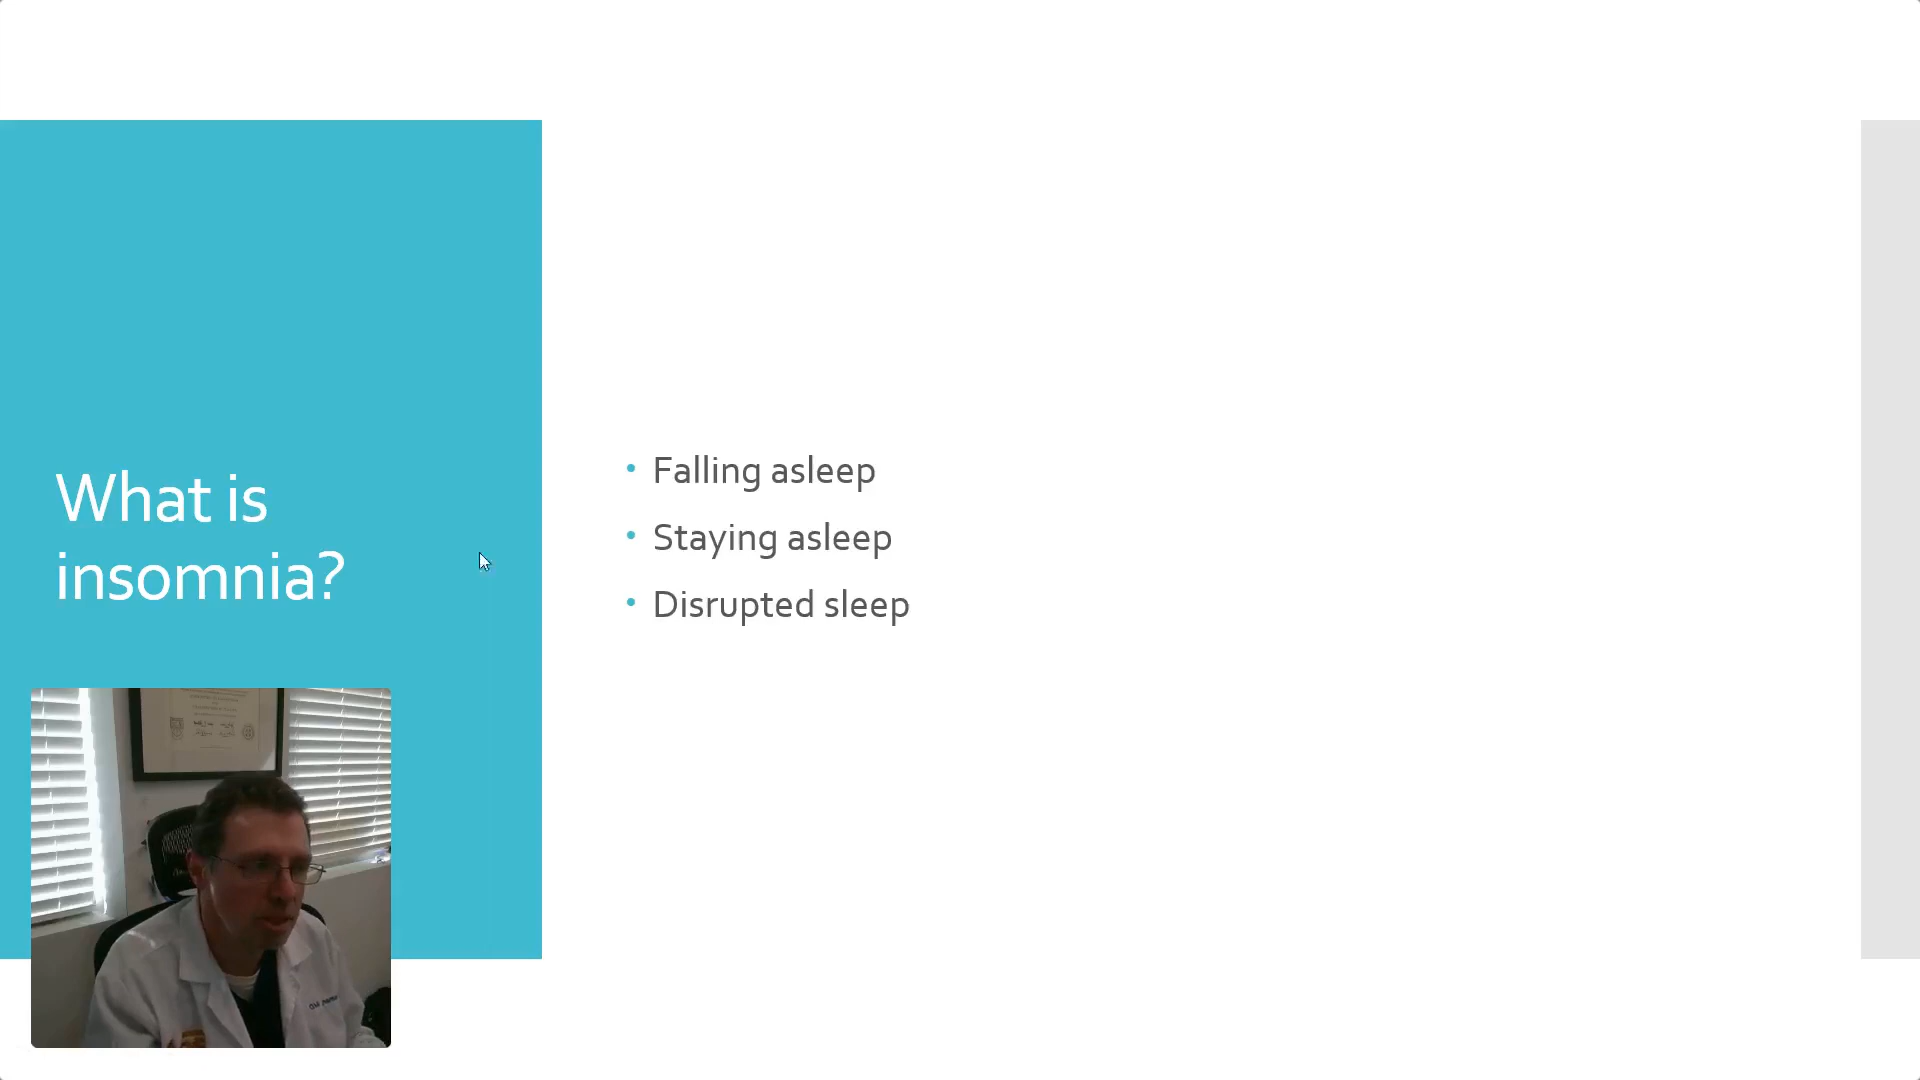 What is
insomnia?
• Falling asleep
• Staying asleep
• Disrupted sleep